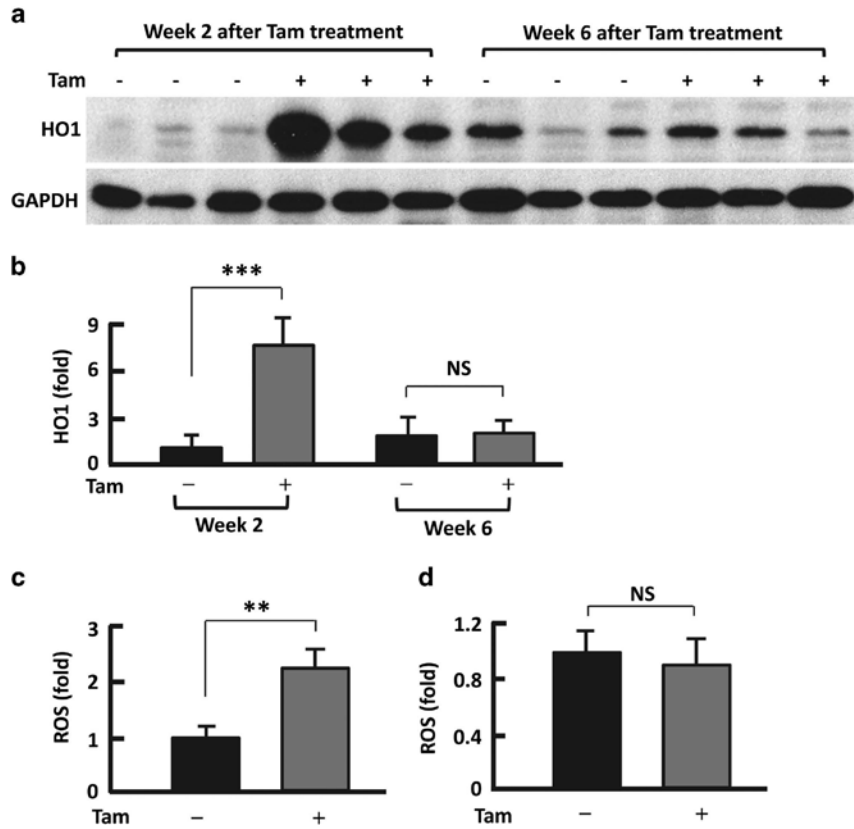 a
Week 2 after Tam treatment Week 6 after Tam treatment
Tam - - - + + + - - - + + +
HO1
GAPDH
b
***
9
6
3
0
HO1 (fold)
NS
Tam − + − +
Week 2 Week 6
c
**
3
2
1
0
ROS (fold)
Tam − +
d
NS
1.2
0.8
0.4
0
ROS (fold)
Tam − +